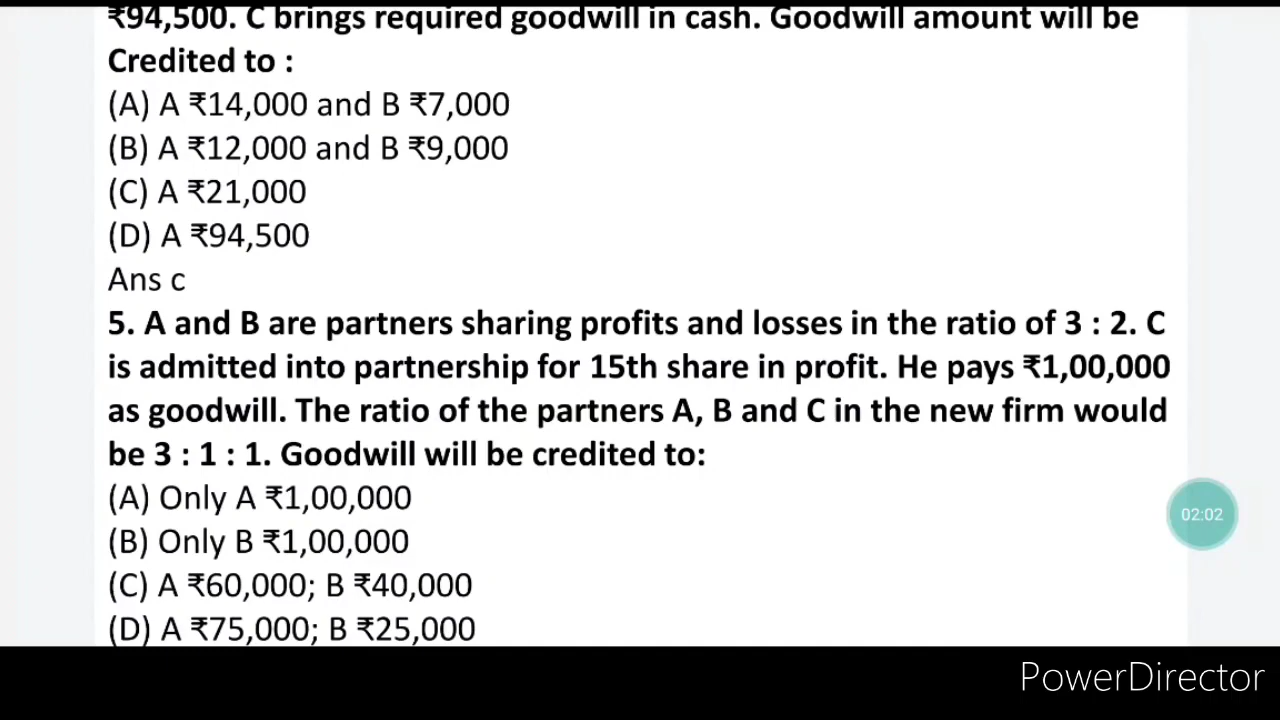 ₹94,500. C brings required goodwill in cash. Goodwill amount will be
Credited to :
(A) A ₹14,000 and B ₹7,000
(B) A ₹12,000 and B ₹9,000
(C) A ₹21,000
(D) A ₹94,500
Ans c
5. A and B are partners sharing profits and losses in the ratio of 3 : 2. C
is admitted into partnership for 15th share in profit. He pays ₹1,00,000
as goodwill. The ratio of the partners A, B and C in the new firm would
be 3 : 1 : 1. Goodwill will be credited to:
(A) Only A ₹1,00,000
02:02
(B) Only B ₹1,00,000
(C) A ₹60,000; B ₹40,000
(D) A ₹75,000; B ₹25,000
PowerDirector